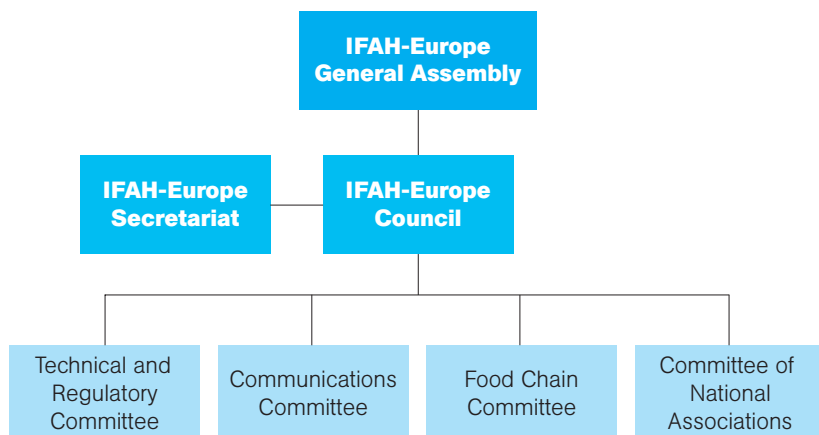 IFAH-Europe
General Assembly
IFAH-Europe
Secretariat
IFAH-Europe
Council
Technical and
Regulatory
Committee
Communications
Committee
Food Chain
Committee
Committee of
National
Associations